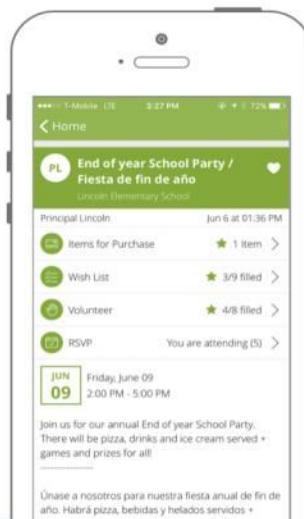 T-Mobile LTE 3:27 PM 72%
Home
PL
End of year School Party /
Fiesta de fin de año
Lincoln Elementary School
Principal Lincoln Jun 6 at 01:36 PM
Items for Purchase 1 Item
Wish List 3/9 filled
Volunteer 4/8 filled
RSVP You are attending (5)
JUN
09
Friday, June 09
2:00 PM - 5:00 PM
Join us for our annual End of year School Party.
There will be pizza, drinks and ice cream served +
games and prizes for all!
---------------
Únase a nosotros para nuestra fiesta anual de fin de
año. Habrá pizza, bebidas y helados servidos +